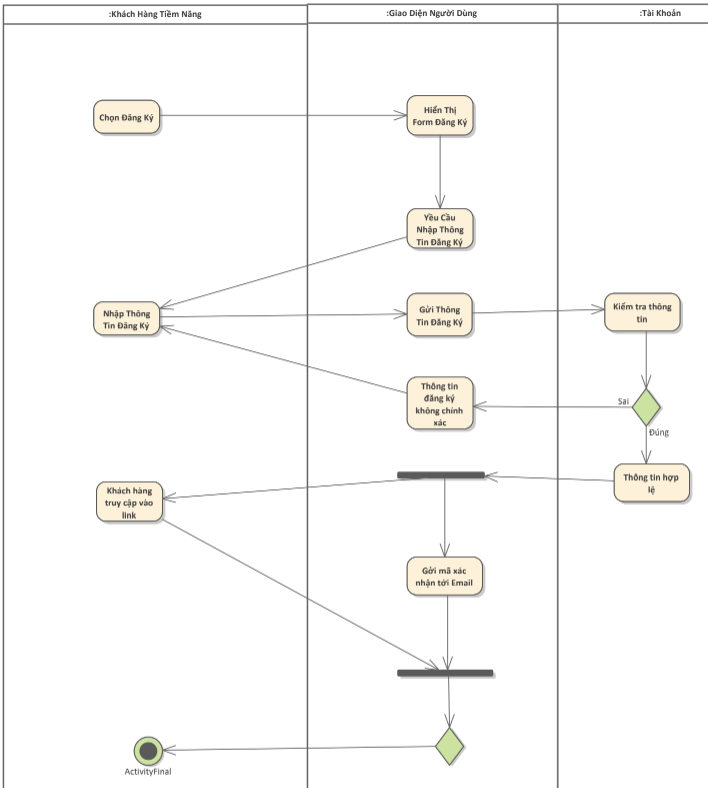 :Khách Hàng Tiềm Năng
:Giao Diện Người Dùng
:Tài Khoản
Chọn Đăng Ký
Hiển Thị
Form Đăng Ký
Yều Cầu
Nhập Thông
Tin Đăng Ký
Nhập Thông
Tin Đăng Ký
Gửi Thông
Tin Đăng Ký
Kiểm tra thông
tin
Thông tin
đăng ký
không chính
xác
Sai
Đúng
Thông tin hợp
lệ
Khách hàng
truy cập vào
link
Gởi mã xác
nhận tới Email
ActivityFinal